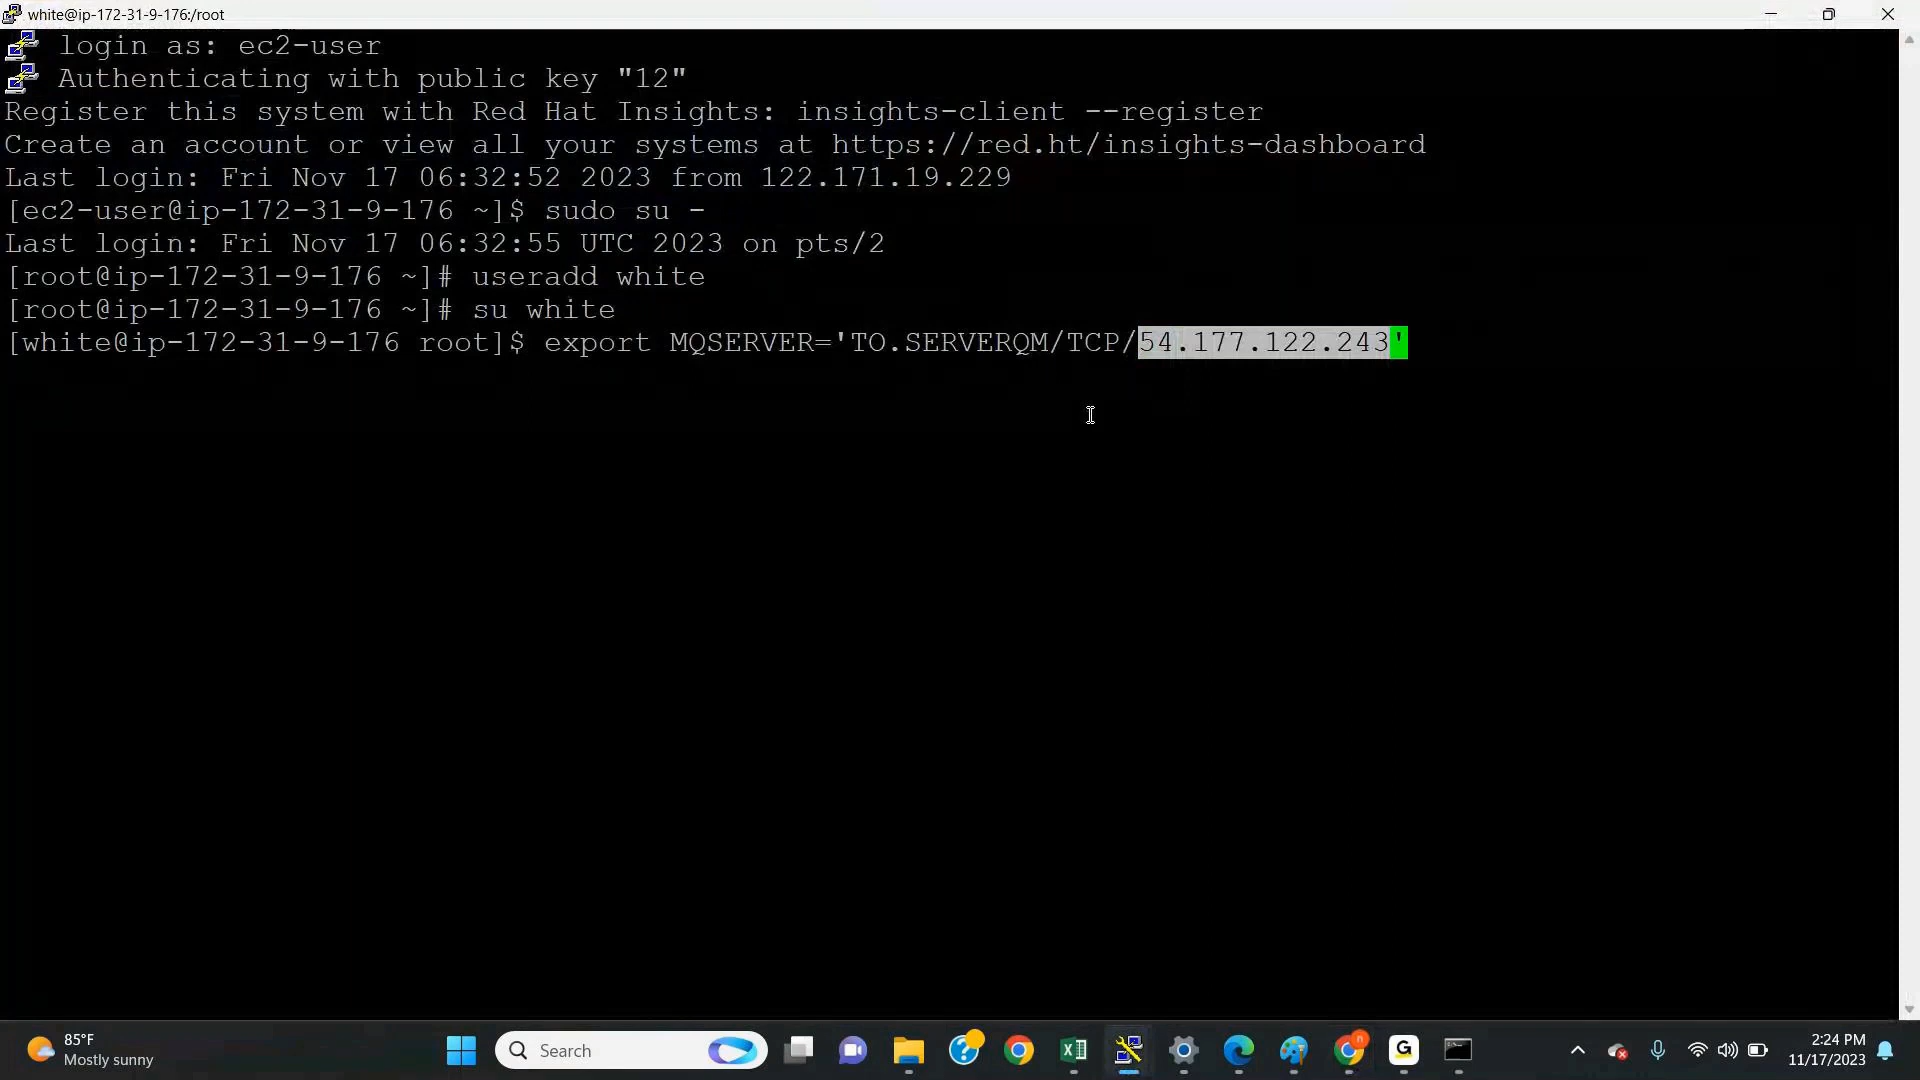 white@ip-172-31-9-176:/root
login as: ec2-user
Authenticating with public key "12"
Register this system with Red Hat Insights: insights-client --register
Create an account or view all your systems at https://red.ht/insights-dashboard
Last login: Fri Nov 17 06:32:52 2023 from 122.171.19.229
[ec2-user@ip-172-31-9-176 ~]$ sudo su -
Last login: Fri Nov 17 06:32:55 UTC 2023 on pts/2
[root@ip-172-31-9-176 ~]# useradd white
[root@ip-172-31-9-176 ~]# su white
[white@ip-172-31-9-176 root]$ export MQSERVER='TO.SERVERQM/TCP/54.177.122.243'
85°F
Mostly sunny
Search
n
G
2:24 PM
11/17/2023